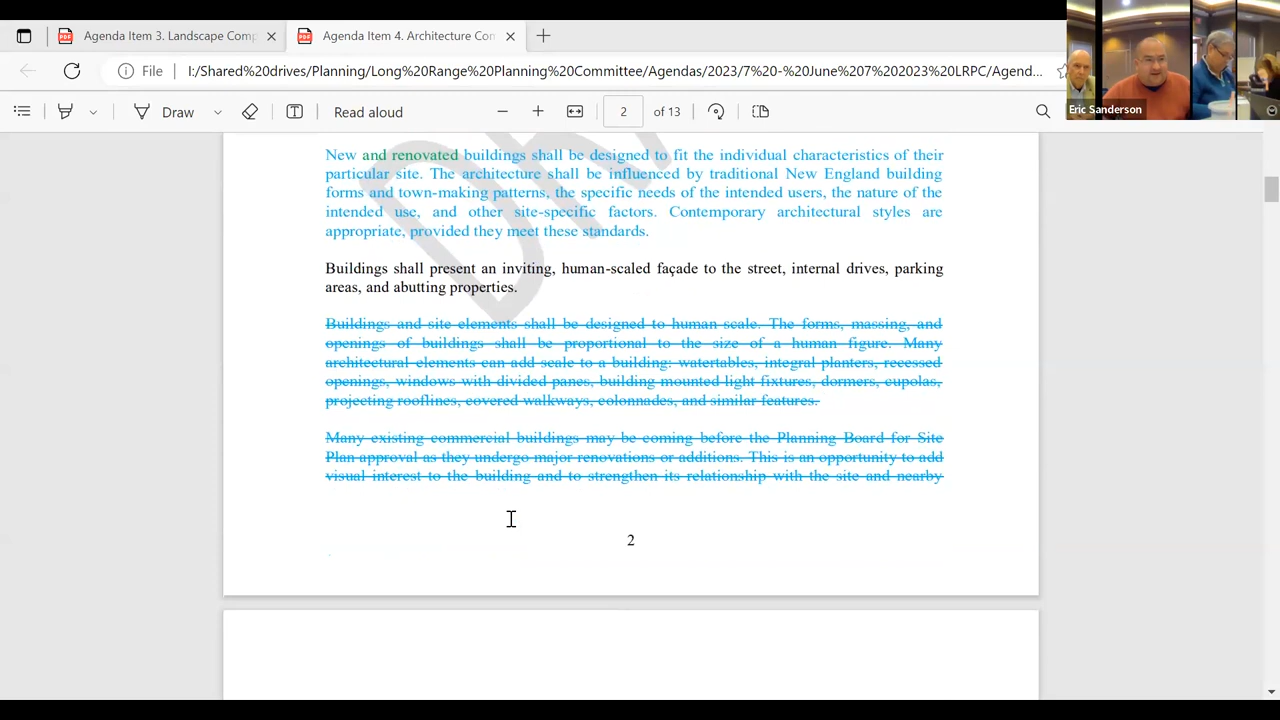 Agenda Item 3. Landscape Comp
Agenda Item 4. Architecture Con
File
I:/Shared%20drives/Planning/Long%20Range%20Planning%20Committee/Agendas/2023/7%20-%20June%207%202023%20LRPC/Agend...
Draw
Read aloud
2
of 13
Eric Sanderson
New and renovated buildings shall be designed to fit the individual characteristics of their
particular site. The architecture shall be influenced by traditional New England building
forms and town-making patterns, the specific needs of the intended users, the nature of the
intended use, and other site-specific factors. Contemporary architectural styles are
appropriate, provided they meet these standards.
Buildings shall present an inviting, human-scaled façade to the street, internal drives, parking
areas, and abutting properties.
Buildings and site elements shall be designed to human scale. The forms, massing, and
openings of buildings shall be proportional to the size of a human figure. Many
architectural elements can add scale to a building: watertables, integral planters, recessed
openings, windows with divided panes, building mounted light fixtures, dormers, cupolas,
projecting rooflines, covered walkways, colonnades, and similar features.
Many existing commercial buildings may be coming before the Planning Board for Site
Plan approval as they undergo major renovations or additions. This is an opportunity to add
visual interest to the building and to strengthen its relationship with the site and nearby
2